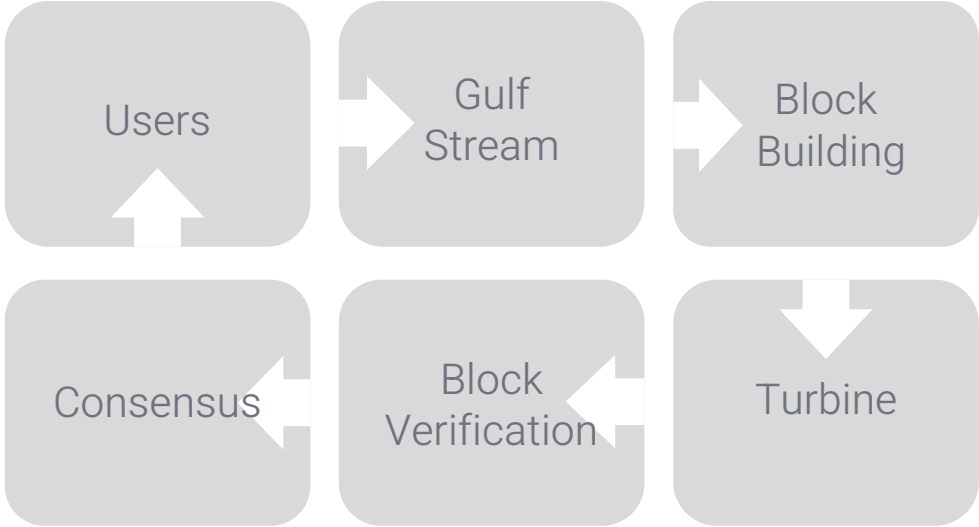 Users
Gulf
Stream
Block
Building
Consensus
Block
Verification
Turbine